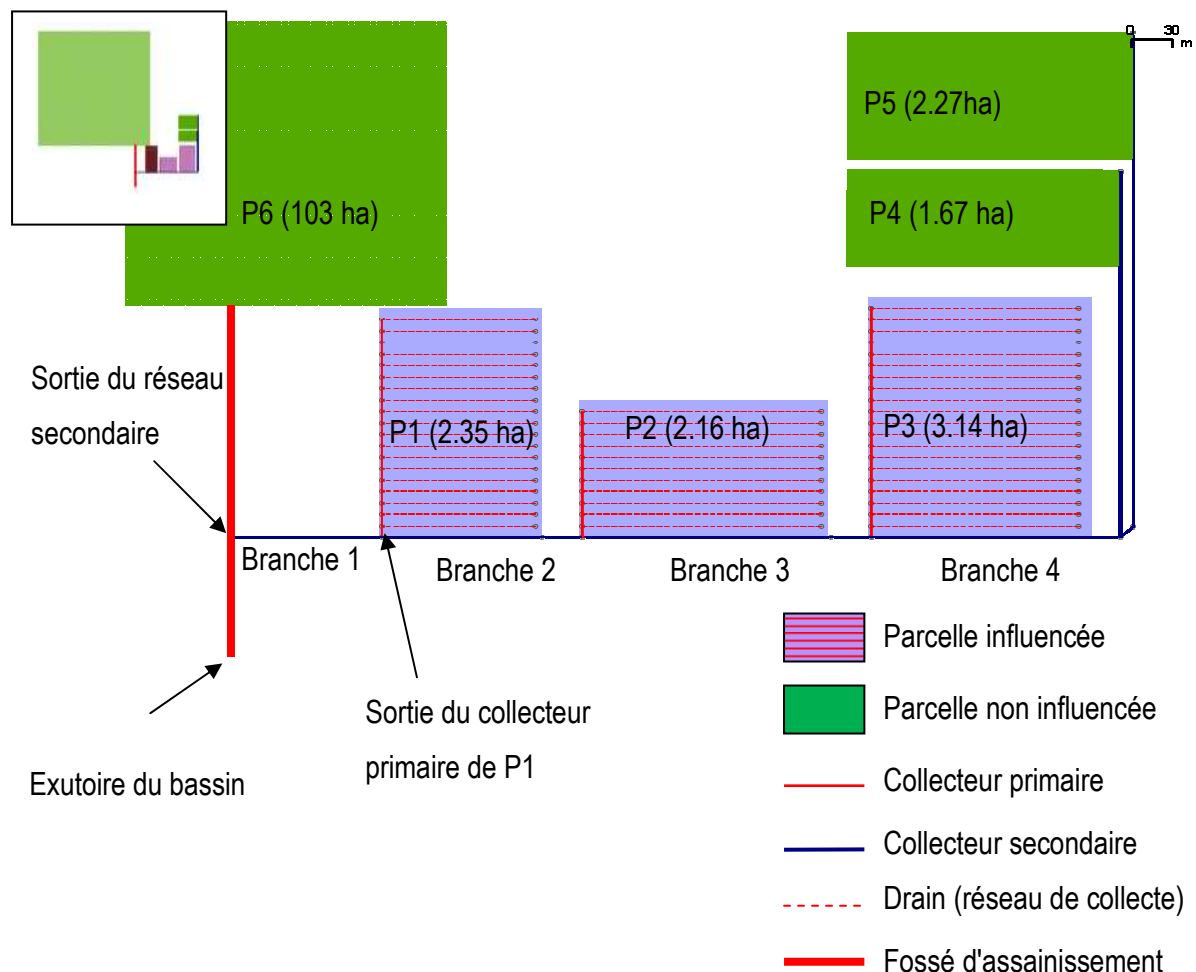 0 30
m
P5 (2.27ha)
P4 (1.67 ha)
P6 (103 ha)
Sortie du réseau
secondaire
P1 (2.35 ha)
P2 (2.16 ha)
P3 (3.14 ha)
Branche 1
Branche 2
Branche 3
Branche 4
Sortie du collecteur
primaire de P1
Exutoire du bassin
Parcelle influencée
Parcelle non influencée
Collecteur primaire
Collecteur secondaire
Drain (réseau de collecte)
Fossé d'assainissement